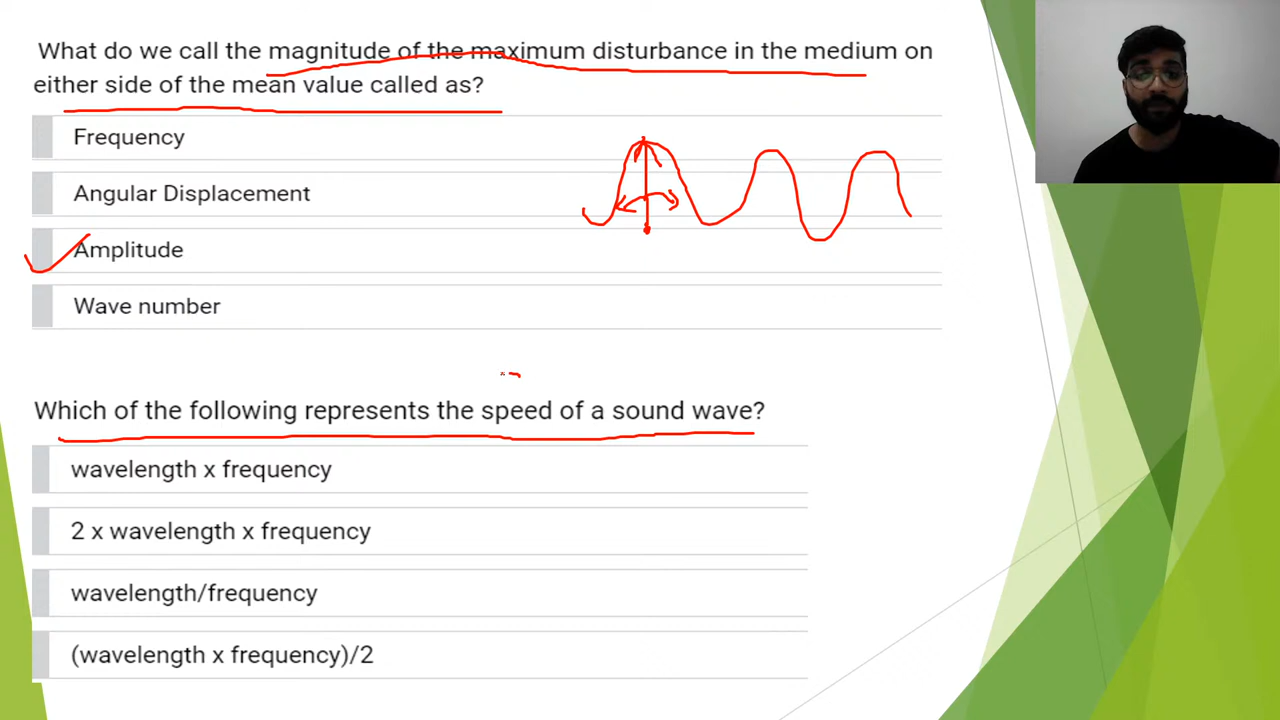 What do we call the magnitude of the maximum disturbance in the medium on
either side of the mean value called as?
Frequency
Angular Displacement
Amplitude
Wave number
Which of the following represents the speed of a sound wave?
wavelength x frequency
2 x wavelength x frequency
wavelength/frequency
(wavelength x frequency)/2